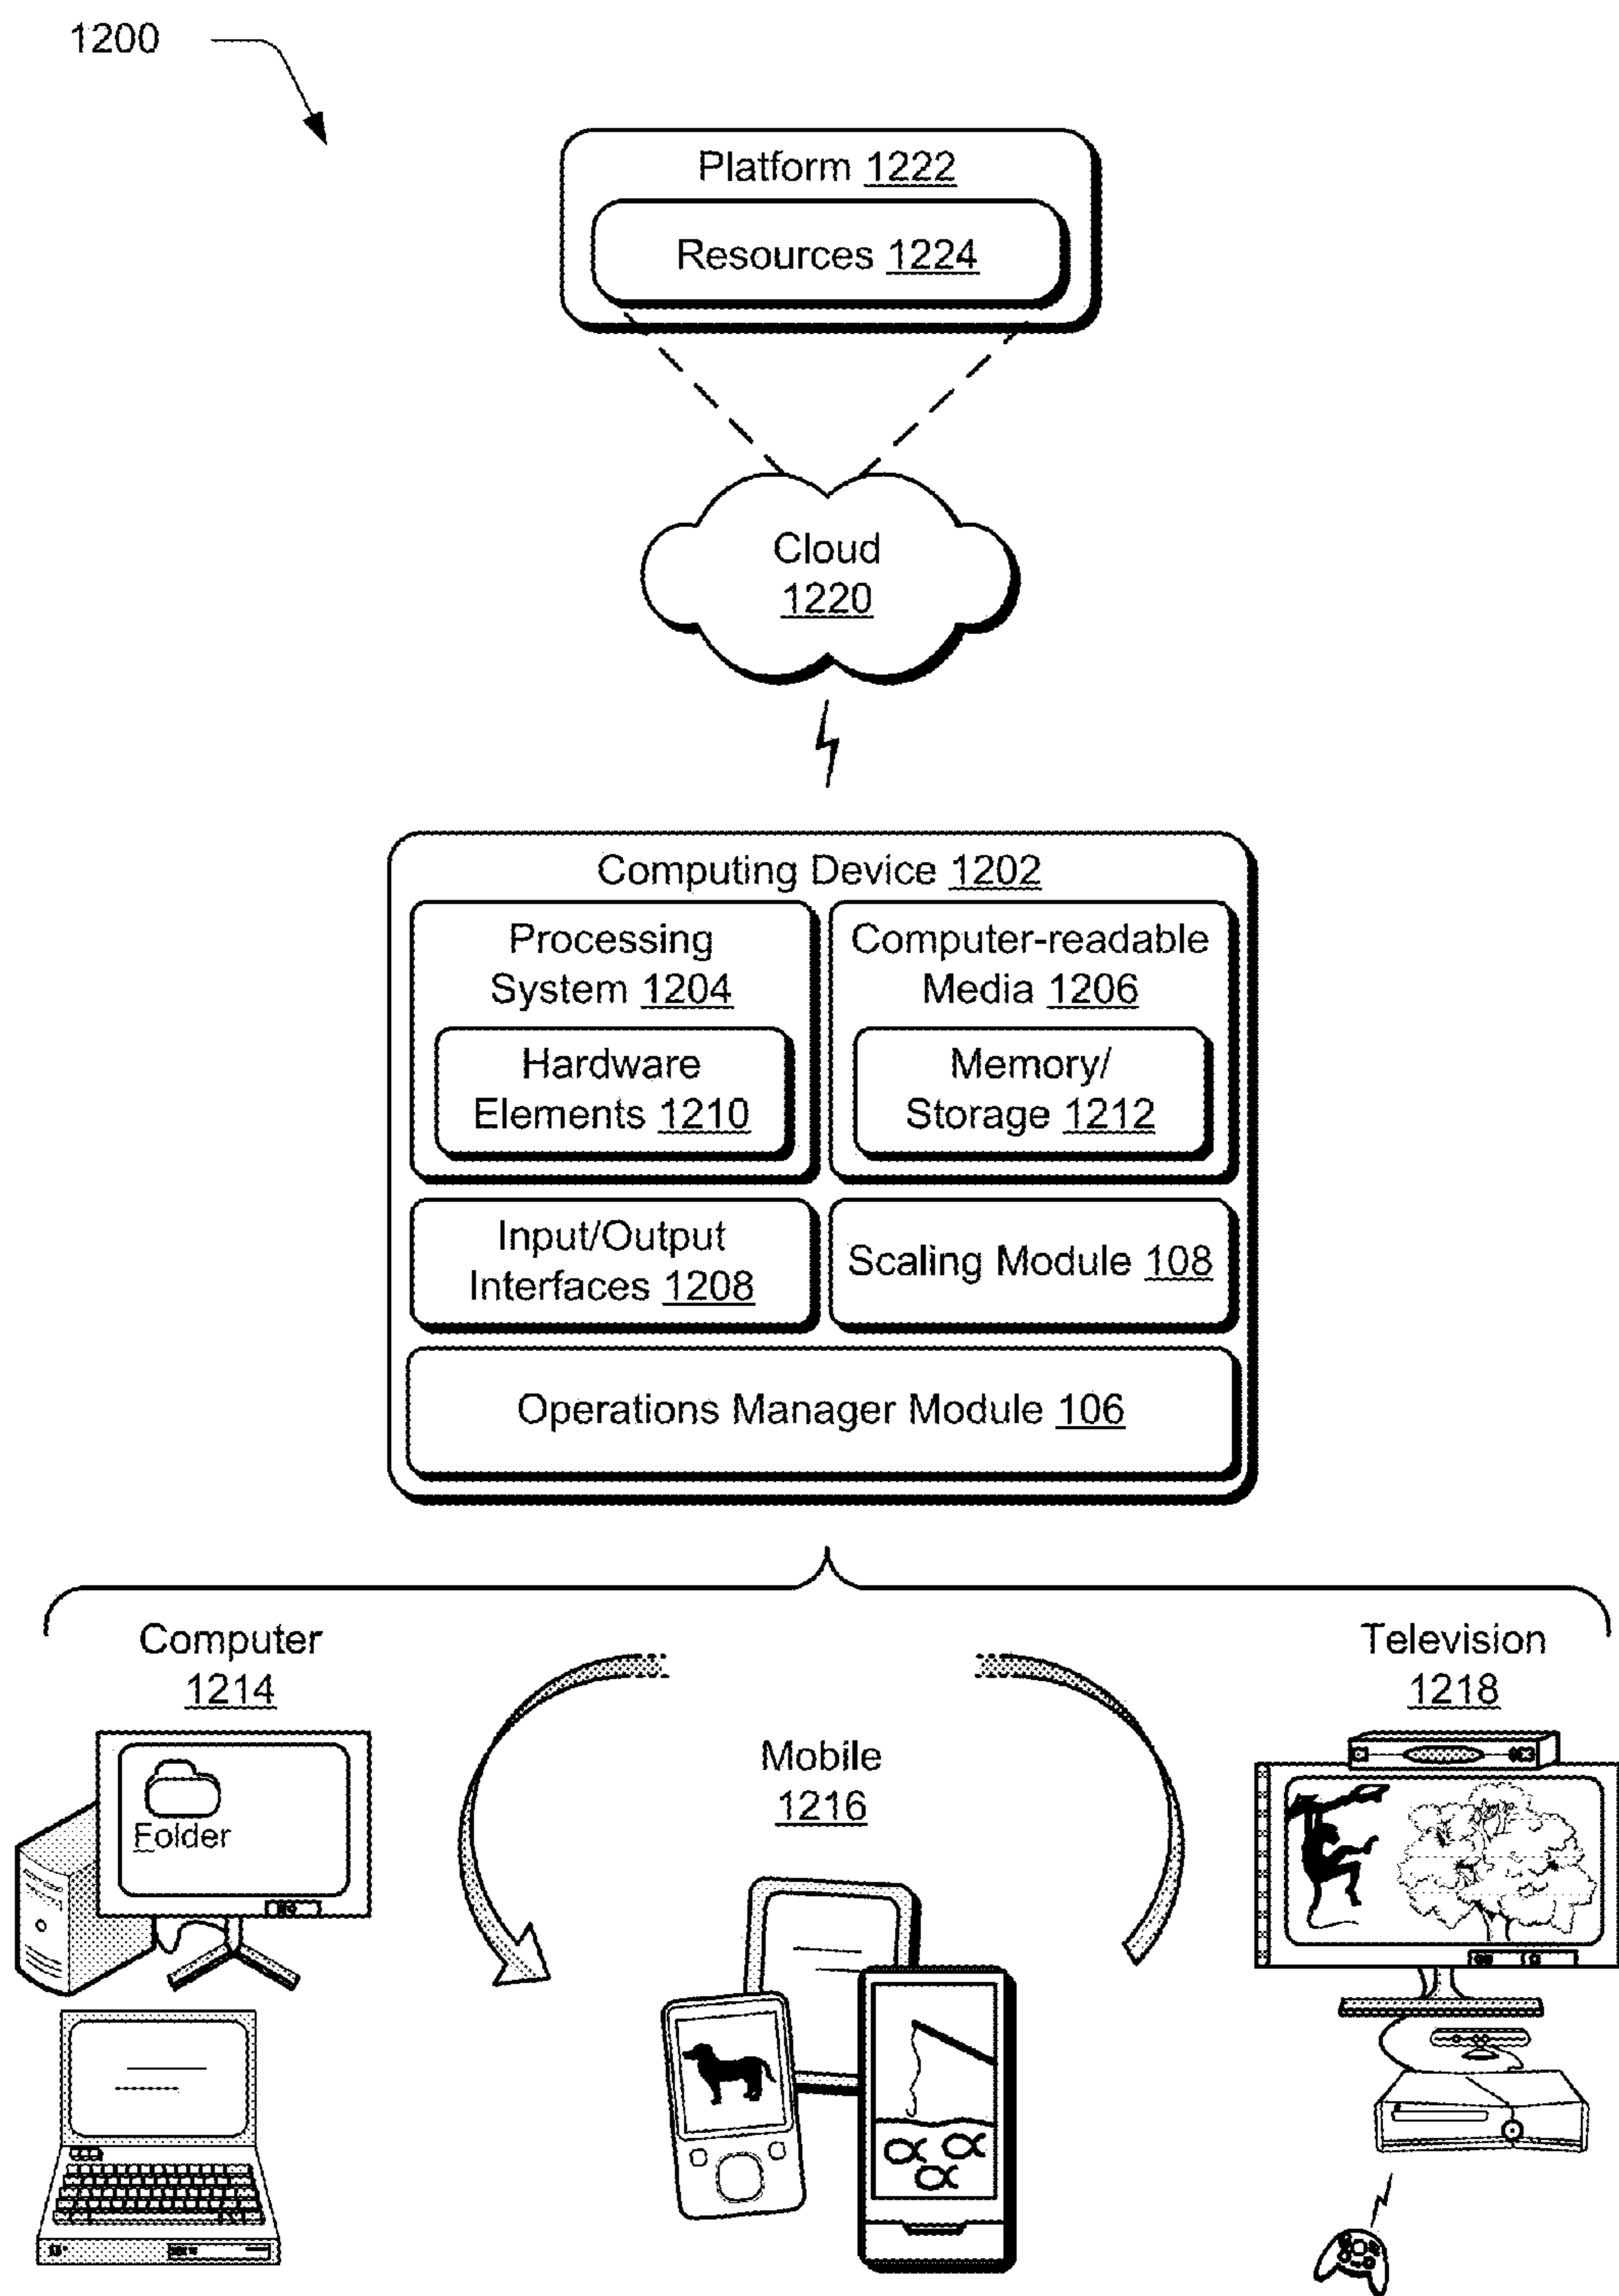 1200
Platform 1222
Resources 1224
Cloud
1220
Computing Device 1202
Processing
System 1204
Hardware
Elements 1210
Computer-readable
Media 1206
Memory/
Storage 1212
Input/Output
Interfaces 1208
Scaling Module 108
Operations Manager Module 106
Computer
1214
Folder
Mobile
1216
Television
1218